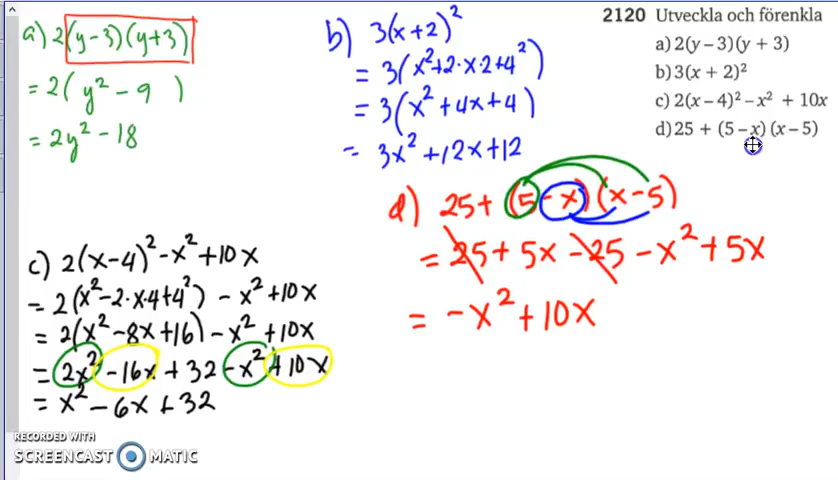 a) 2(y-3)(y+3)
= 2( y² - 9 )
= 2y² - 18
b) 3(x+2)²
= 3(x²+2·x·2+4²)
= 3(x²+4x+4)
= 3x²+12x+12
2120 Utveckla och förenkla
a) 2(y – 3)(y + 3)
b) 3(x + 2)²
c) 2(x – 4)² – x² + 10x
d) 25 + (5 – x)(x – 5)
c) 2(x-4)²-x²+10x
= 2(x²-2·x·4+4²) - x²+10x
= 2(x²-8x+16) - x²+10x
= 2x²-16x+32-x²+10x
= x²-6x+32
d) 25+(5-x)(x-5)
= 25+5x-25-x²+5x
= -x²+10x
RECORDED WITH
SCREENCAST MATIC